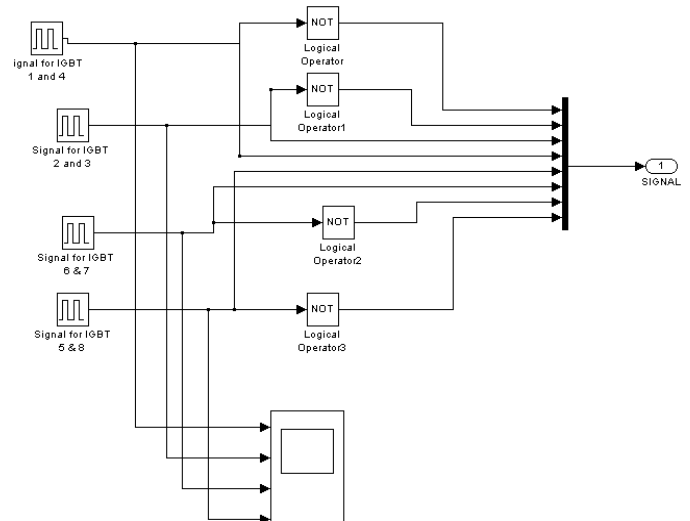 NOT
Logical
Operator
ignal for IGBT
1 and 4
NOT
Logical
Operator1
Signal for IGBT
2 and 3
1
SIGNAL
NOT
Logical
Operator2
Signal for IGBT
6 & 7
NOT
Logical
Operator3
Signal for IGBT
5 & 8